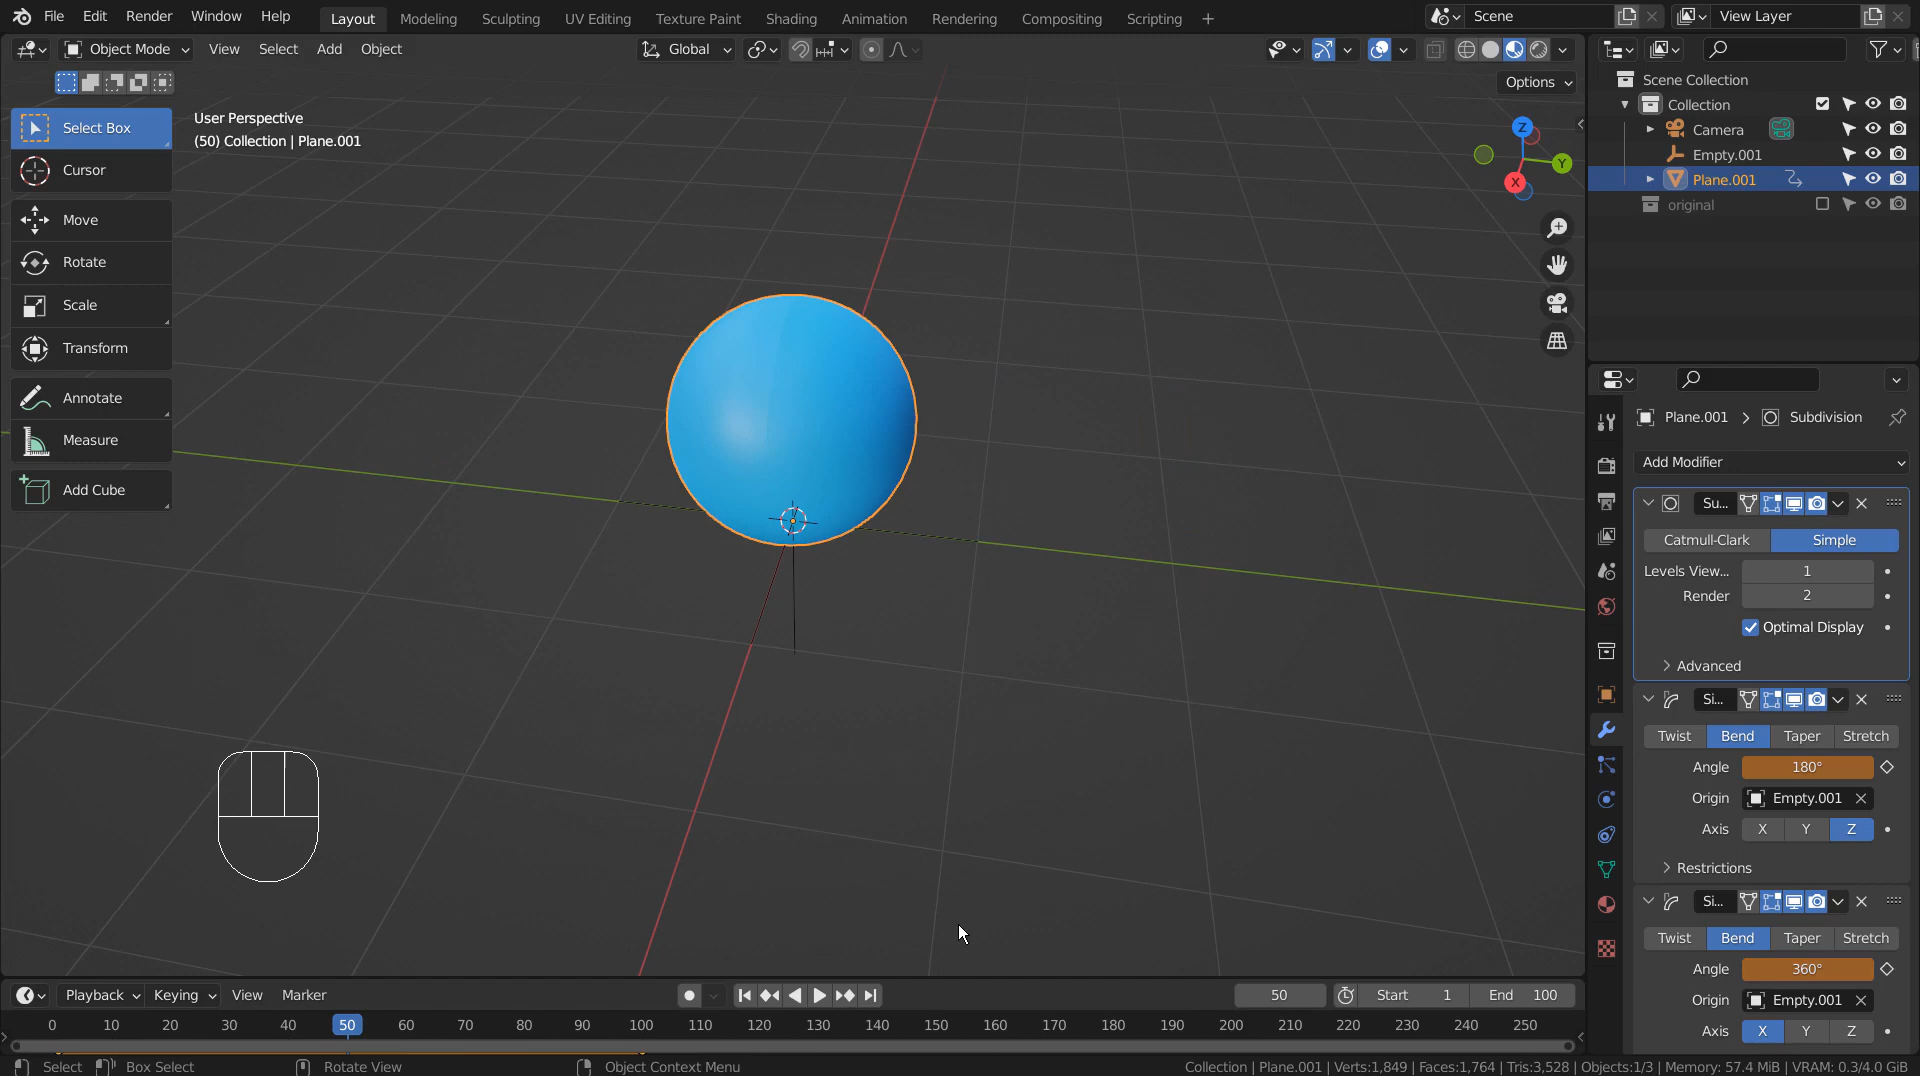 File Edit Render Window Help Layout Modeling Sculpting UV Editing Texture Paint Shading Animation Rendering Compositing Scripting + Scene View Layer
Object Mode View Select Add Object Global
Options
Select Box
Cursor
Move
Rotate
Scale
Transform
Annotate
Measure
Add Cube
User Perspective
(50) Collection | Plane.001
Z
Y
X
Scene Collection
Collection
Camera
Empty.001
Plane.001
original
Plane.001 > Subdivision
Add Modifier
Su...
Catmull-Clark Simple
Levels View... 1
Render 2
Optimal Display
Advanced
Si...
Twist Bend Taper Stretch
Angle 180°
Origin Empty.001
Axis X Y Z
Restrictions
Si...
Twist Bend Taper Stretch
Angle 360°
Origin Empty.001
Axis X Y Z
Playback Keying View Marker 50 Start 1 End 100
0 10 20 30 40 50 60 70 80 90 100 110 120 130 140 150 160 170 180 190 200 210 220 230 240 250
Select Box Select Rotate View Object Context Menu Collection | Plane.001 | Verts:1,849 | Faces:1,764 | Tris:3,528 | Objects:1/3 | Memory: 57.4 MiB | VRAM: 0.3/4.0 GiB